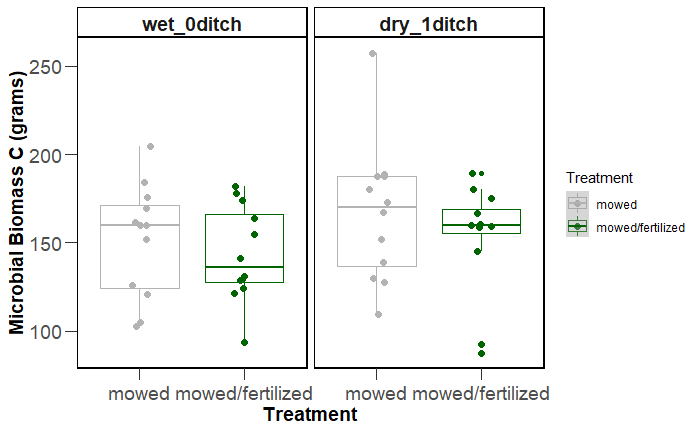 wet_0ditch
dry_1ditch
Microbial Biomass C (grams)
250
200
150
100
mowed mowed/fertilized
mowed mowed/fertilized
Treatment
Treatment
mowed
mowed/fertilized